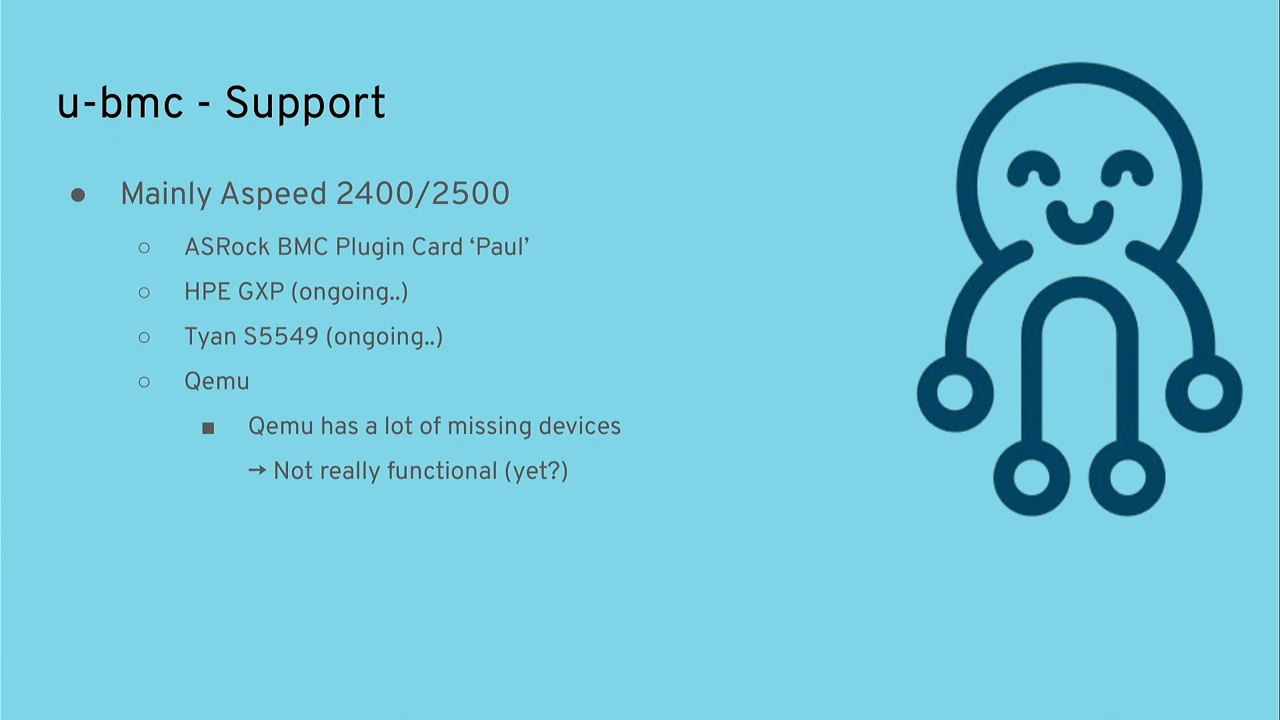 u-bmc - Support
● Mainly Aspeed 2400/2500
○ ASRock BMC Plugin Card ‘Paul’
○ HPE GXP (ongoing..)
○ Tyan S5549 (ongoing..)
○ Qemu
■ Qemu has a lot of missing devices
→ Not really functional (yet?)